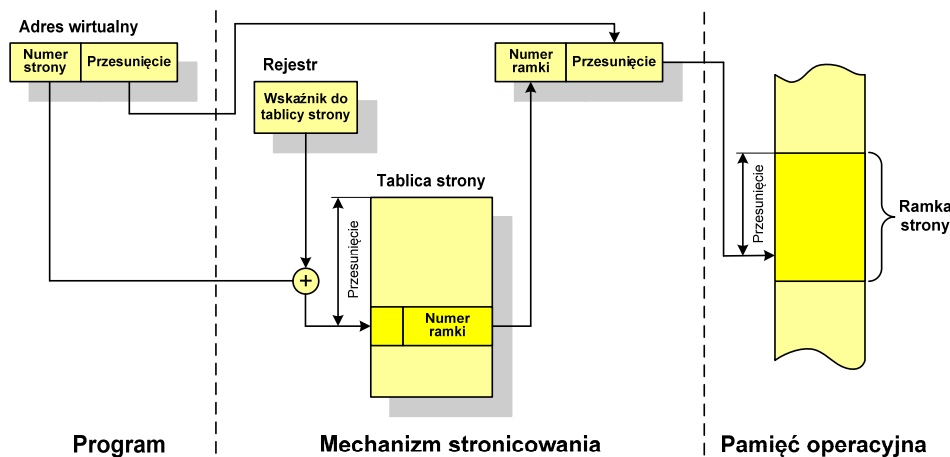 Adres wirtualny
Numer
strony
Przesunięcie
Rejestr
Wskaźnik do
tablicy strony
Numer
ramki
Przesunięcie
Tablica strony
Przesunięcie
+
Numer
ramki
Przesunięcie
Ramka
strony
Program
Mechanizm stronicowania
Pamięć operacyjna